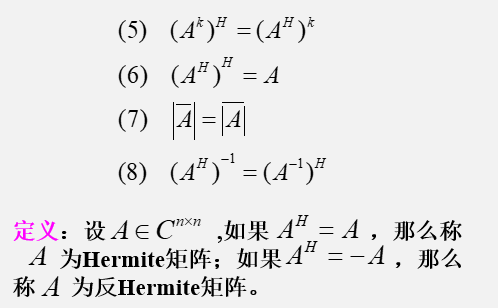 (5) (A^k)^H = (A^H)^k
(6) (A^H)^H = A
(7) |A̅| = \overline{|A|}
(8) (A^H)^{-1} = (A^{-1})^H
定义：设 A ∈ C^{n×n} ,如果 A^H = A ，那么称
A 为Hermite矩阵；如果 A^H = −A ，那么
称 A 为反Hermite矩阵。